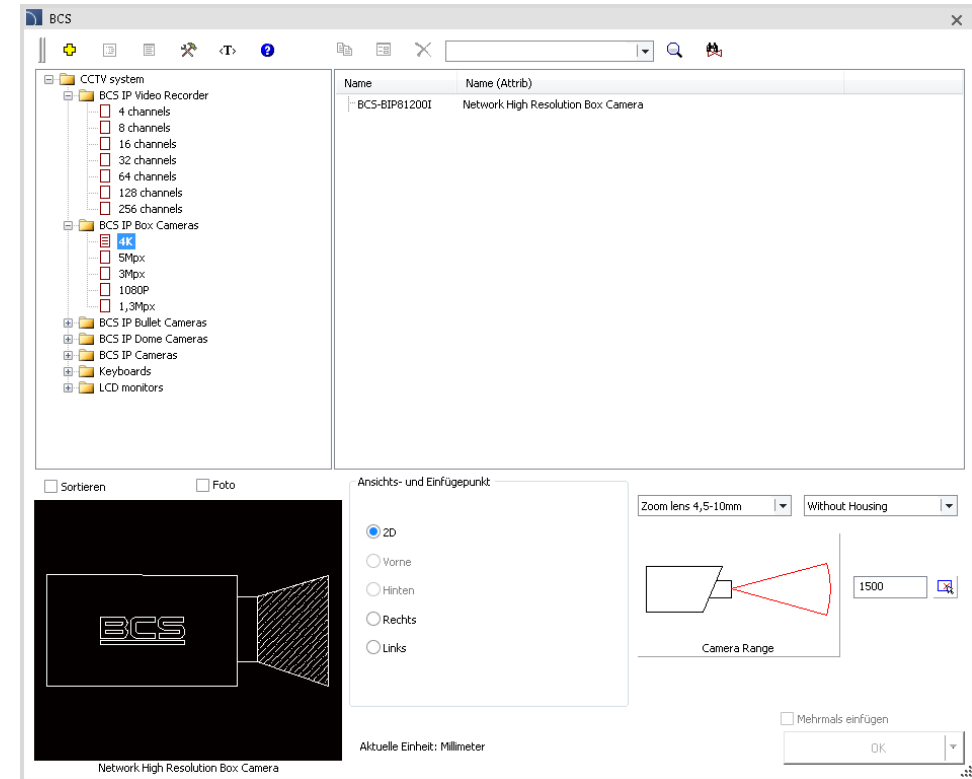 BCS
<T>
CCTV system
BCS IP Video Recorder
4 channels
8 channels
16 channels
32 channels
64 channels
128 channels
256 channels
BCS IP Box Cameras
4K
5Mpx
3Mpx
1080P
1,3Mpx
BCS IP Bullet Cameras
BCS IP Dome Cameras
BCS IP Cameras
Keyboards
LCD monitors
Name Name (Attrib)
BCS-BIP81200I Network High Resolution Box Camera
Sortieren Foto
BCS
Network High Resolution Box Camera
Ansichts- und Einfügepunkt
2D
Vorne
Hinten
Rechts
Links
Aktuelle Einheit: Millimeter
Zoom lens 4,5-10mm Without Housing
1500
Camera Range
Mehrmals einfügen
OK